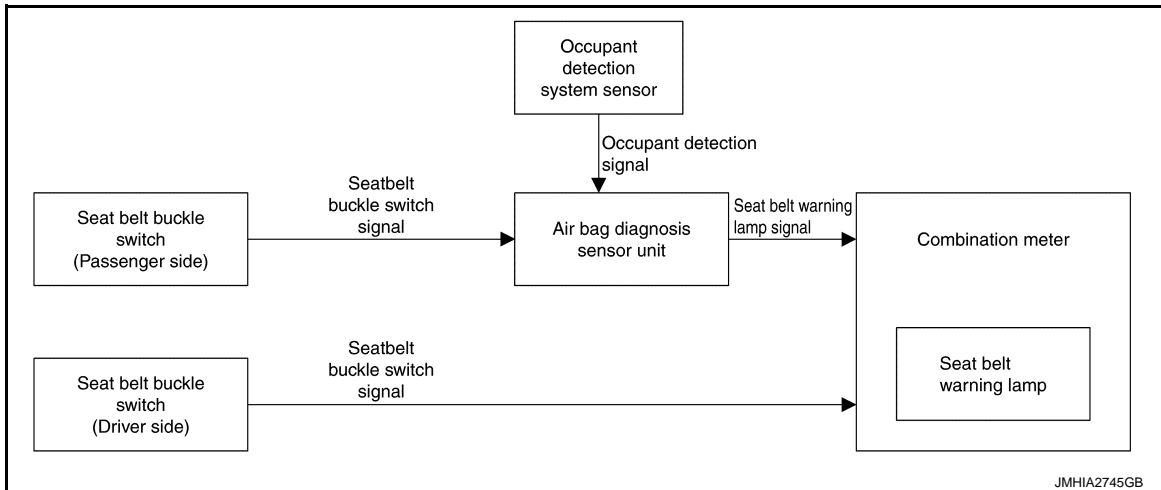 Occupant
detection
system sensor
Occupant detection
signal
Seat belt buckle
switch
(Passenger side)
Seatbelt
buckle switch
signal
Air bag diagnosis
sensor unit
Seat belt warning
lamp signal
Combination meter
Seat belt buckle
switch
(Driver side)
Seatbelt
buckle switch
signal
Seat belt
warning lamp
JMHIA2745GB